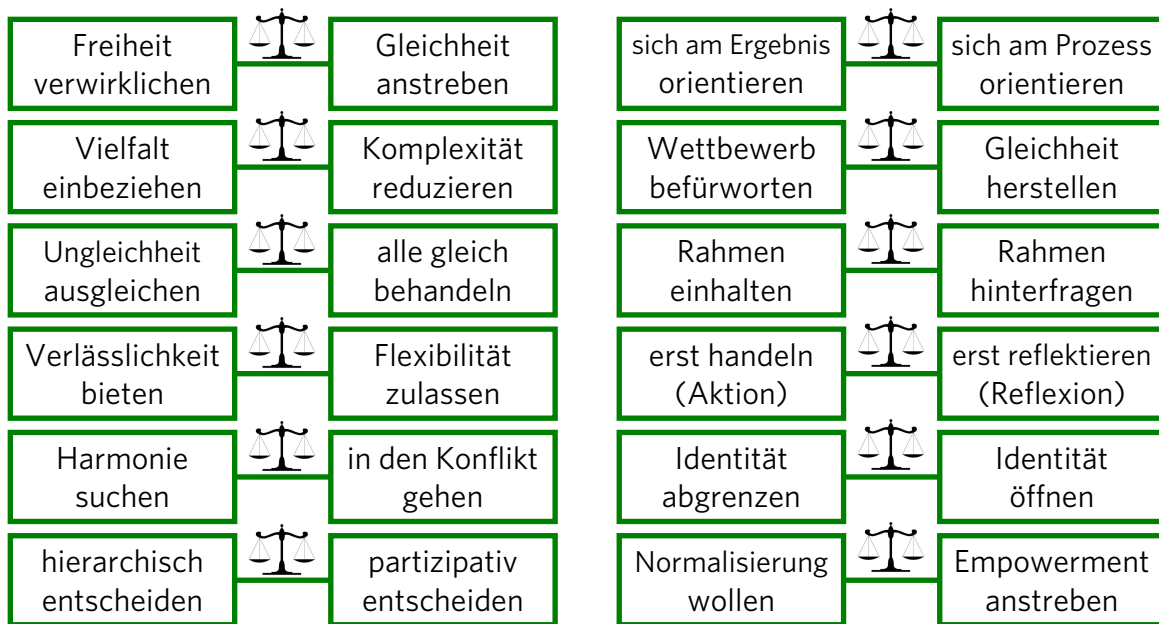 Freiheit
verwirklichen
Gleichheit
anstreben
Vielfalt
einbeziehen
Komplexität
reduzieren
Ungleichheit
ausgleichen
alle gleich
behandeln
Verlässlichkeit
bieten
Flexibilität
zulassen
Harmonie
suchen
in den Konflikt
gehen
hierarchisch
entscheiden
partizipativ
entscheiden
sich am Ergebnis
orientieren
sich am Prozess
orientieren
Wettbewerb
befürworten
Gleichheit
herstellen
Rahmen
einhalten
Rahmen
hinterfragen
erst handeln
(Aktion)
erst reflektieren
(Reflexion)
Identität
abgrenzen
Identität
öffnen
Normalisierung
wollen
Empowerment
anstreben